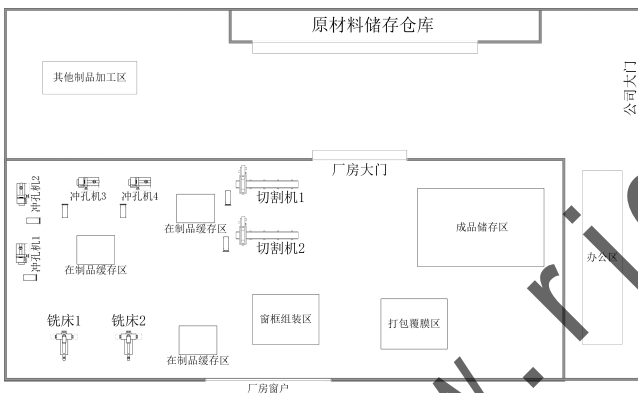 原材料储存仓库
其他制品加工区
公司大门
厂房大门
冲孔机2
冲孔机3
冲孔机4
切割机1
在制品缓存区
成品储存区
冲孔机1
切割机2
在制品缓存区
办公区
铣床1
铣床2
窗框组装区
打包覆膜区
在制品缓存区
厂房窗户